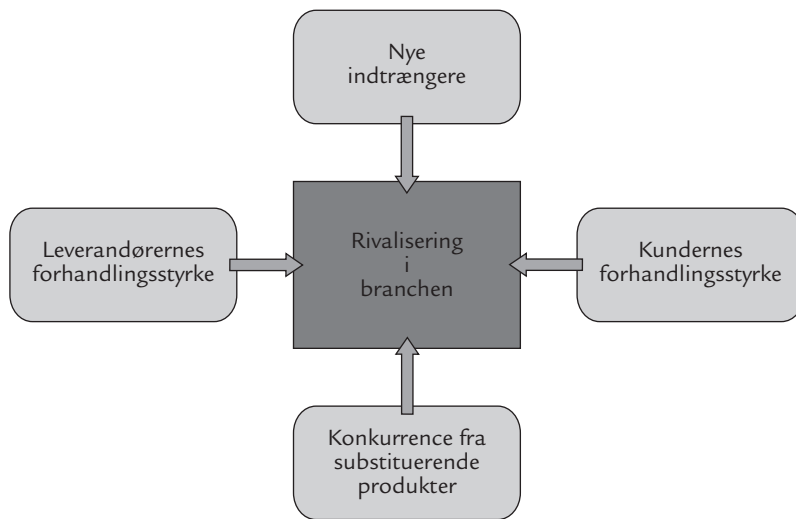 Nye
indtrængere
Leverandørernes
forhandlingsstyrke
Rivalisering
i
branchen
Kundernes
forhandlingsstyrke
Konkurrence fra
substituerende
produkter